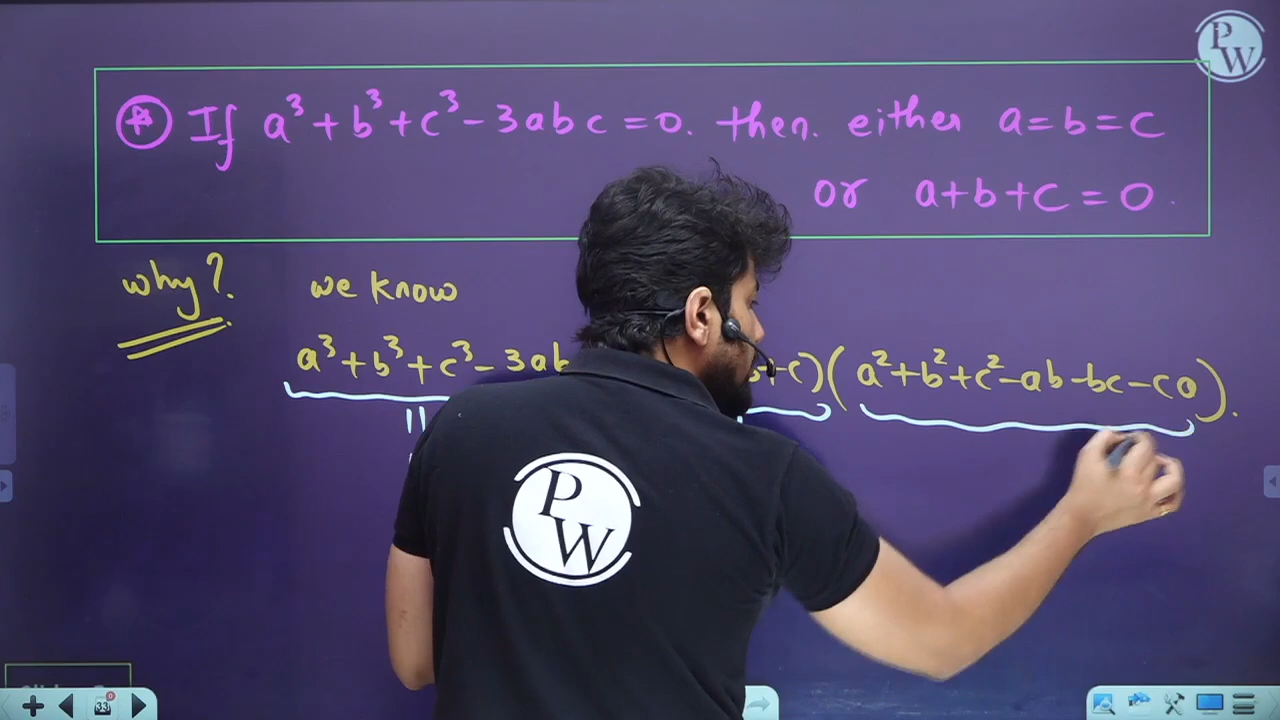 PW
⊛ If a³+b³+c³-3abc=0. then. either a=b=c
or a+b+c=0.
why? we know
a³+b³+c³-3ab +c)(a²+b²+c²-ab-bc-ca).
||
PW
33